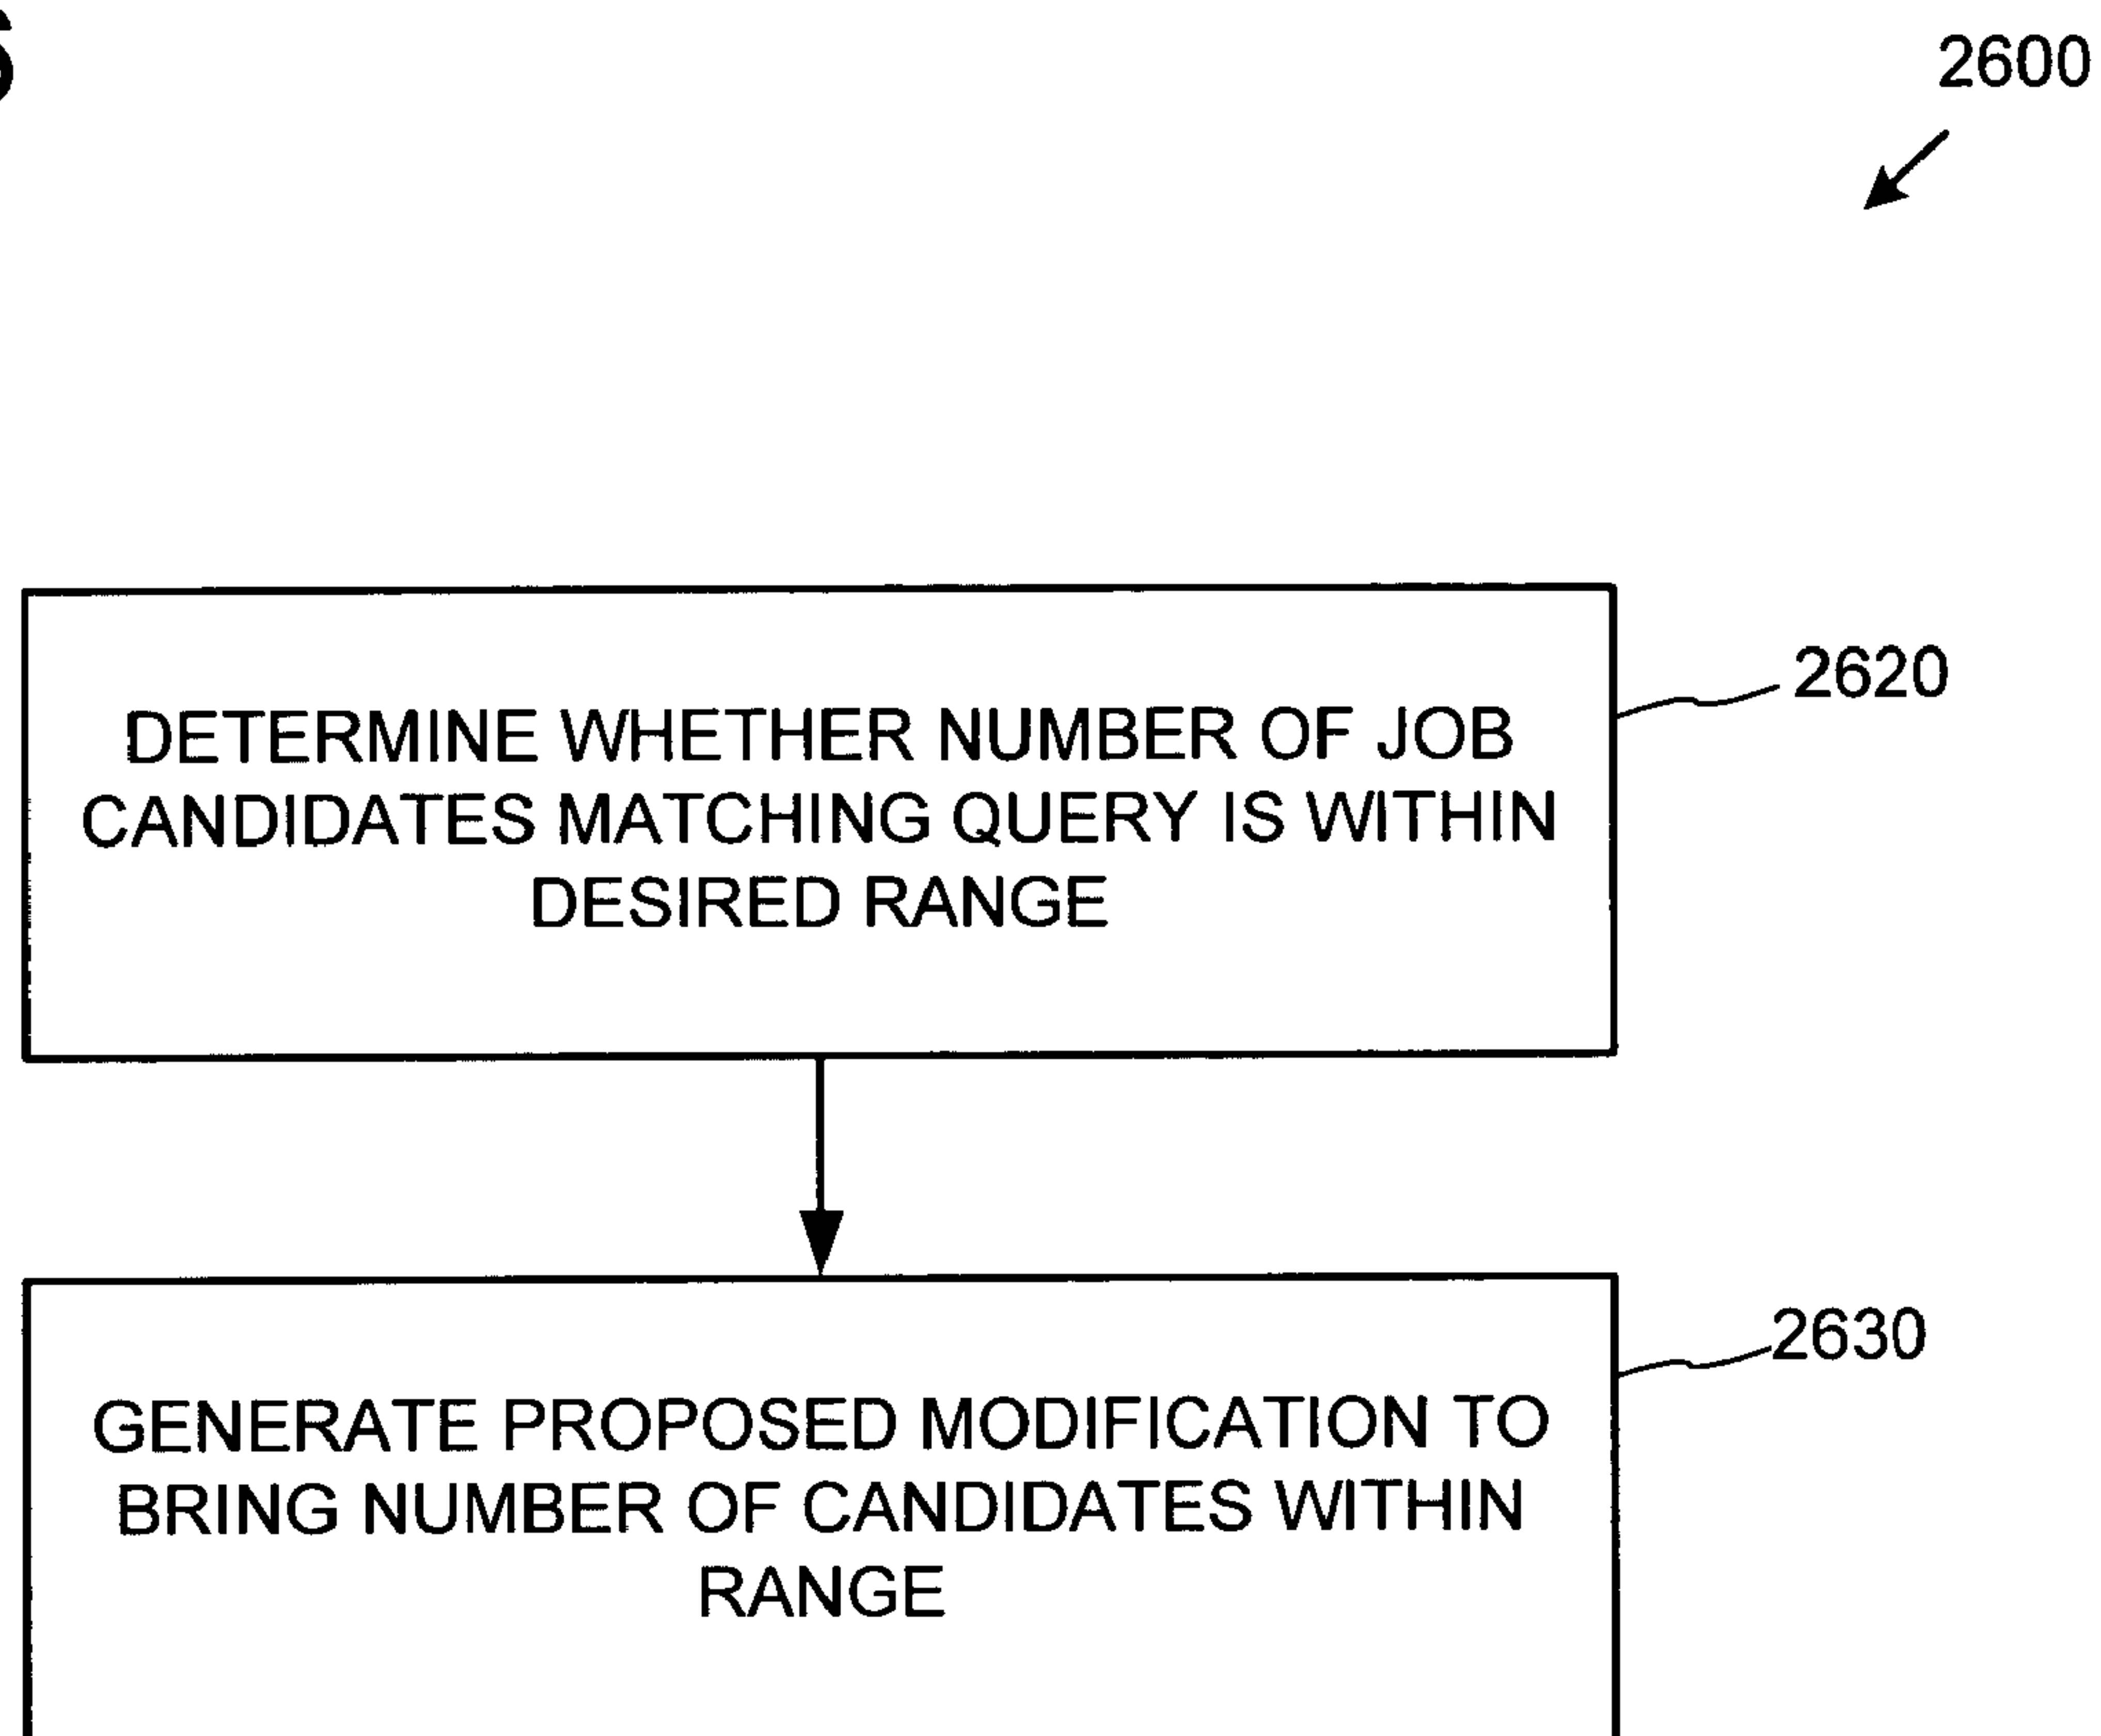 2600
2620
DETERMINE WHETHER NUMBER OF JOB
CANDIDATES MATCHING QUERY IS WITHIN
DESIRED RANGE
2630
GENERATE PROPOSED MODIFICATION TO
BRING NUMBER OF CANDIDATES WITHIN
RANGE